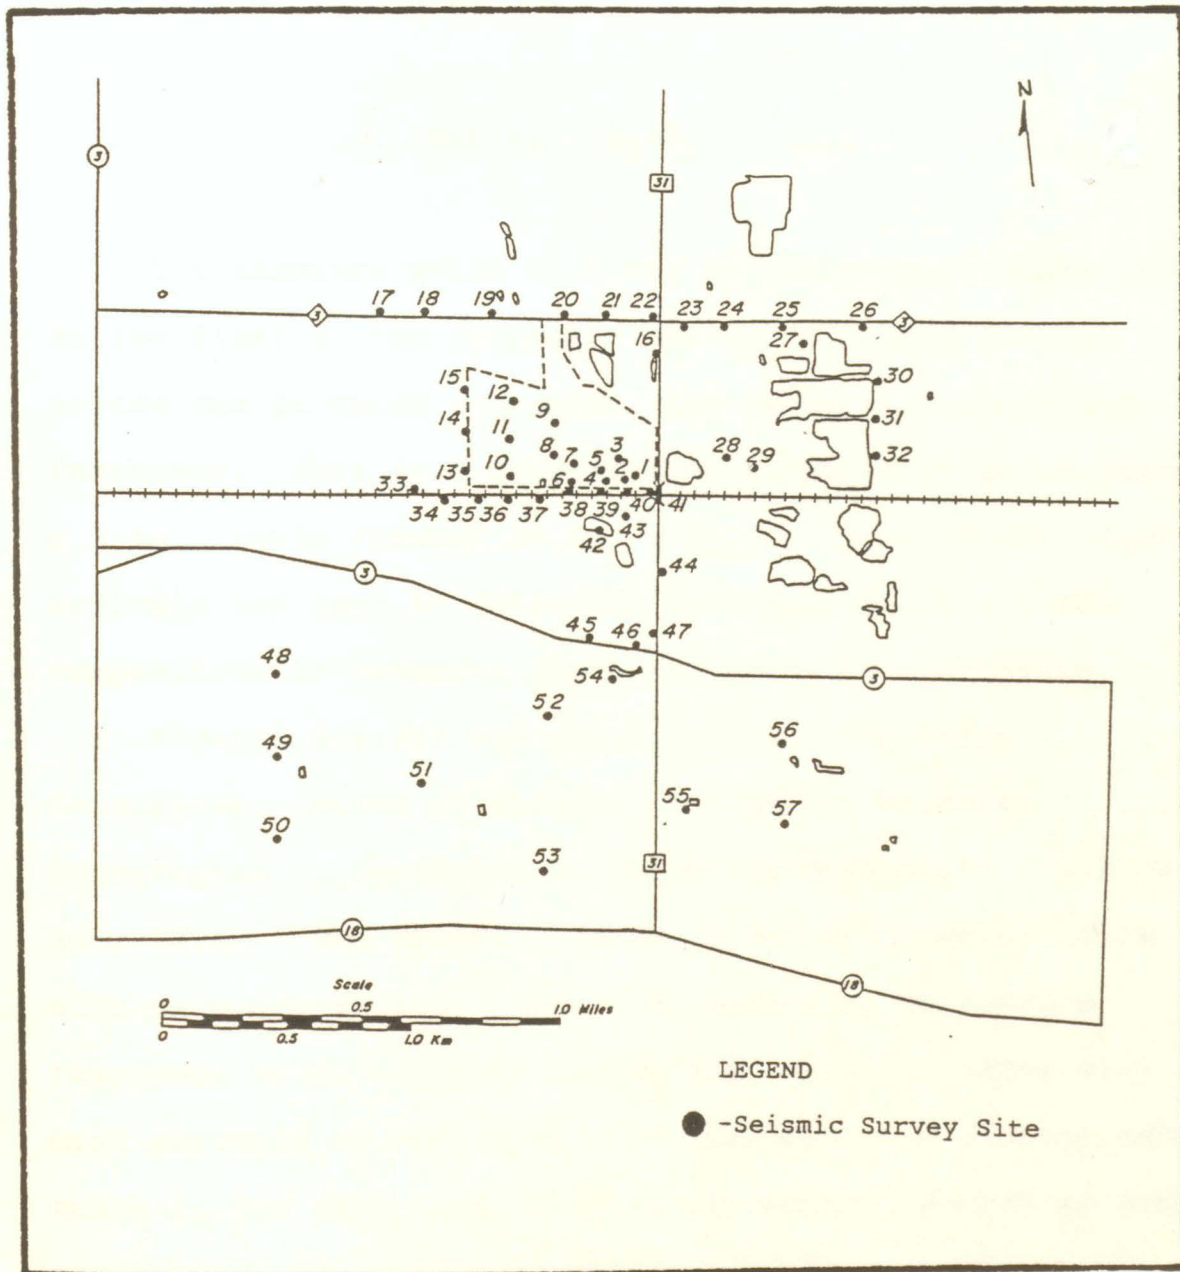 N
3
31
17 18 19 20 21 22 23 24 25 26
3 3
16 27
15 12 30
9 31
14 11
8 7 5 3 28 29 32
13 10 6 4 2 1
33
34 35 36 37 38 39 40 41
42 43
3 44
45 46 47
48 54 3
52
49 56
51
50 55 57
53 31
18
18
Scale
0 0.5 1.0 Miles
0 0.5 1.0 Km
LEGEND
-Seismic Survey Site